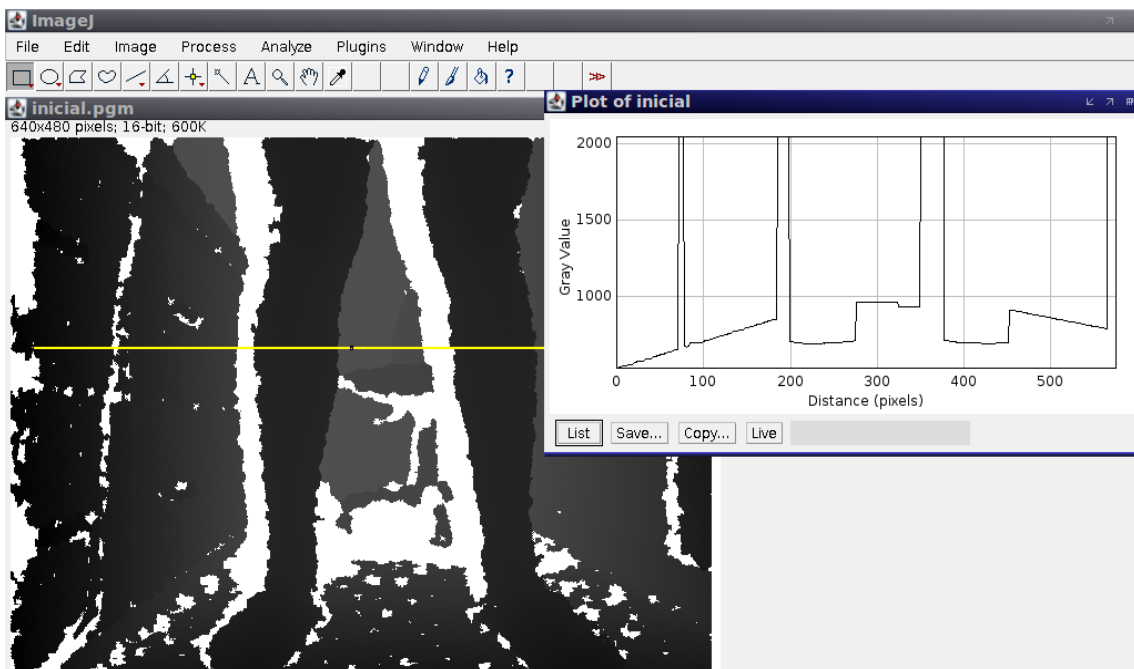 ImageJ
File Edit Image Process Analyze Plugins Window Help
A ?
inicial.pgm
640x480 pixels; 16-bit; 600K
Plot of inicial
2000
1500
1000
Gray Value
0 100 200 300 400 500
Distance (pixels)
List Save... Copy... Live